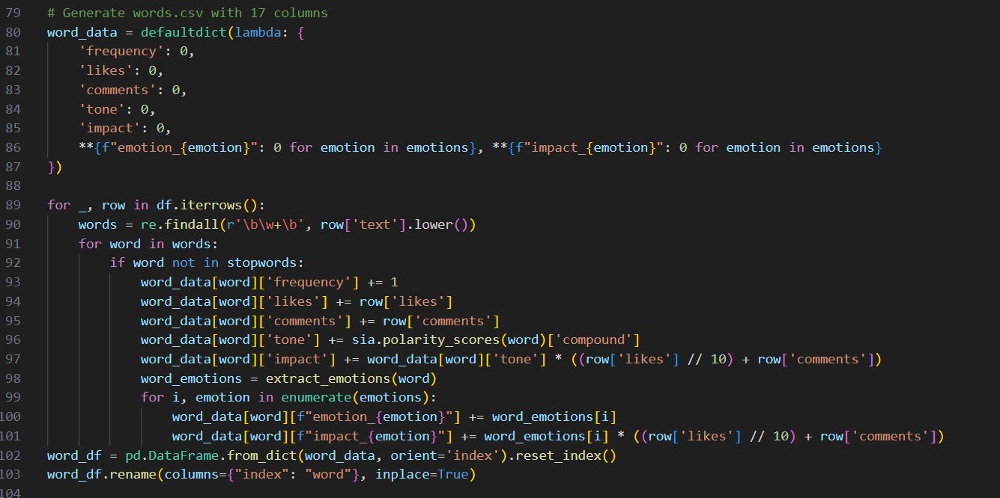 79 # Generate words.csv with 17 columns
80 word_data = defaultdict(lambda: {
81     'frequency': 0,
82     'likes': 0,
83     'comments': 0,
84     'tone': 0,
85     'impact': 0,
86     **{f"emotion_{emotion}": 0 for emotion in emotions}, **{f"impact_{emotion}": 0 for emotion in emotions}
87 })
88
89 for _, row in df.iterrows():
90     words = re.findall(r'\b\w+\b', row['text'].lower())
91     for word in words:
92         if word not in stopwords:
93             word_data[word]['frequency'] += 1
94             word_data[word]['likes'] += row['likes']
95             word_data[word]['comments'] += row['comments']
96             word_data[word]['tone'] += sia.polarity_scores(word)['compound']
97             word_data[word]['impact'] += word_data[word]['tone'] * ((row['likes'] // 10) + row['comments'])
98             word_emotions = extract_emotions(word)
99             for i, emotion in enumerate(emotions):
100                 word_data[word][f"emotion_{emotion}"] += word_emotions[i]
101                 word_data[word][f"impact_{emotion}"] += word_emotions[i] * ((row['likes'] // 10) + row['comments'])
102 word_df = pd.DataFrame.from_dict(word_data, orient='index').reset_index()
103 word_df.rename(columns={"index": "word"}, inplace=True)
104